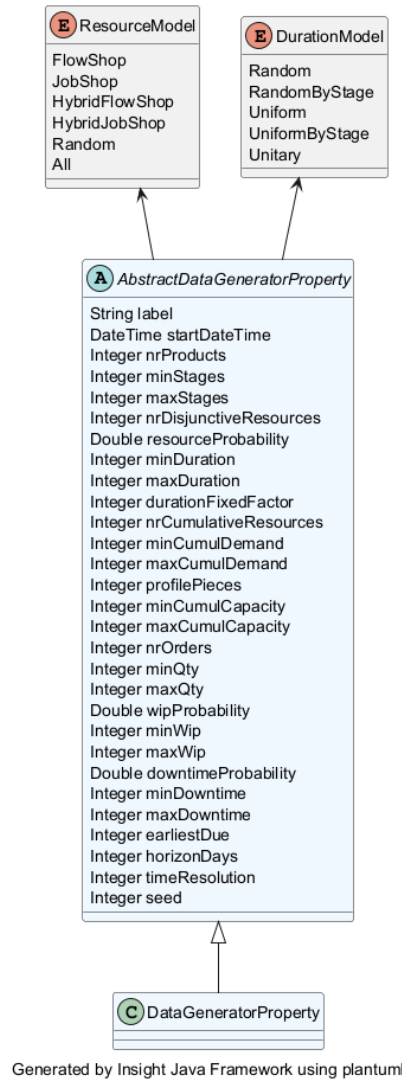 E ResourceModel
FlowShop
JobShop
HybridFlowShop
HybridJobShop
Random
All
E DurationModel
Random
RandomByStage
Uniform
UniformByStage
Unitary
A AbstractDataGeneratorProperty
String label
DateTime startDateTime
Integer nrProducts
Integer minStages
Integer maxStages
Integer nrDisjunctiveResources
Double resourceProbability
Integer minDuration
Integer maxDuration
Integer durationFixedFactor
Integer nrCumulativeResources
Integer minCumulDemand
Integer maxCumulDemand
Integer profilePieces
Integer minCumulCapacity
Integer maxCumulCapacity
Integer nrOrders
Integer minQty
Integer maxQty
Double wipProbability
Integer minWip
Integer maxWip
Double downtimeProbability
Integer minDowntime
Integer maxDowntime
Integer earliestDue
Integer horizonDays
Integer timeResolution
Integer seed
C DataGeneratorProperty
Generated by Insight Java Framework using plantuml